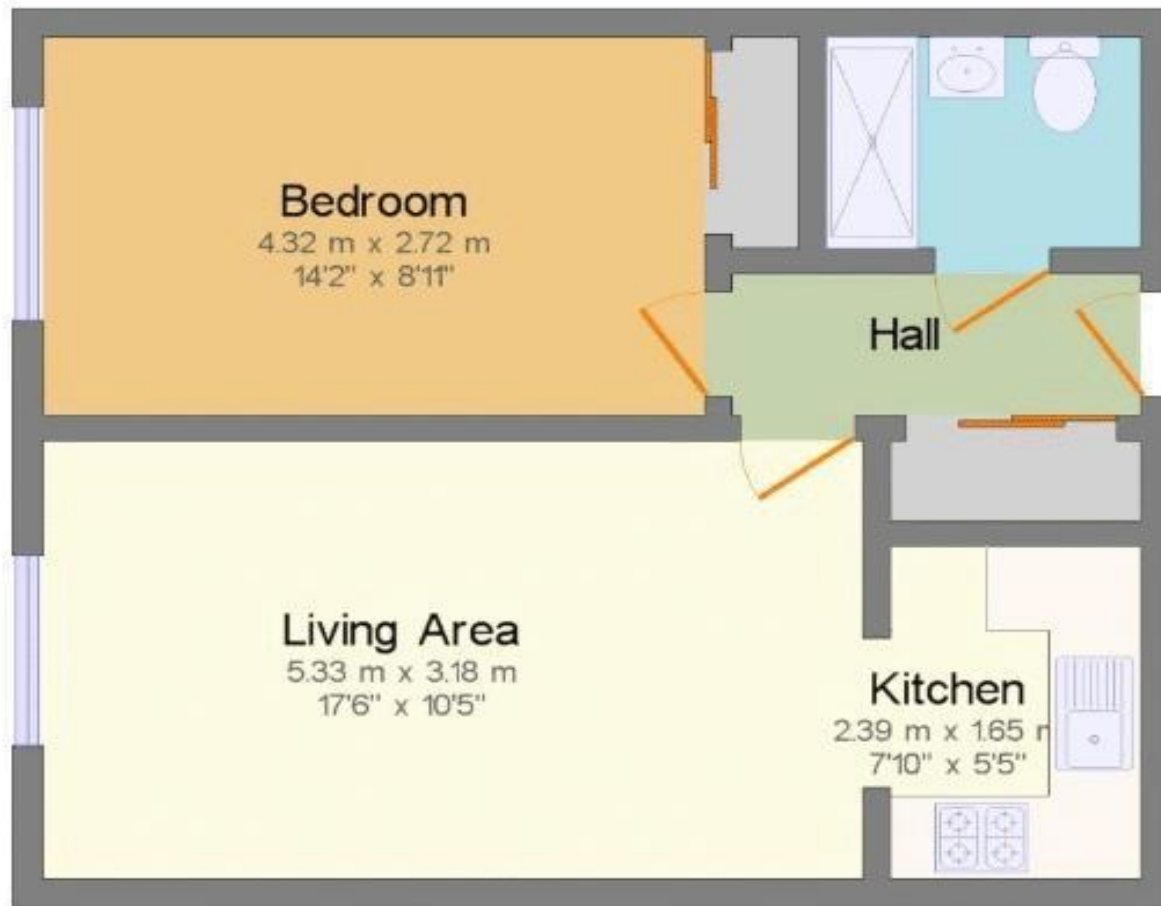 Bedroom
4.32 m x 2.72 m
14'2" x 8'11"
Hall
Living Area
5.33 m x 3.18 m
17'6" x 10'5"
Kitchen
2.39 m x 1.65 m
7'10" x 5'5"